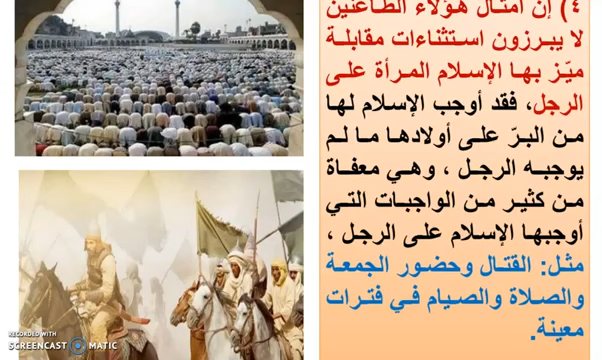 ٤) إن أمثال هؤلاء الطاعنين
لا يبرزون استثناءات مقابلة
ميّز بها الإسلام المرأة على
الرجل، فقد أوجب الإسلام لها
من البرّ على أولادها ما لم
يوجبه الرجل ، وهي معفاة
من كثير من الواجبات التي
أوجبها الإسلام على الرجل ،
مثل: القتال وحضور الجمعة
والصلاة والصيام في فترات
معينة.
RECORDED WITH
SCREENCAST MATIC